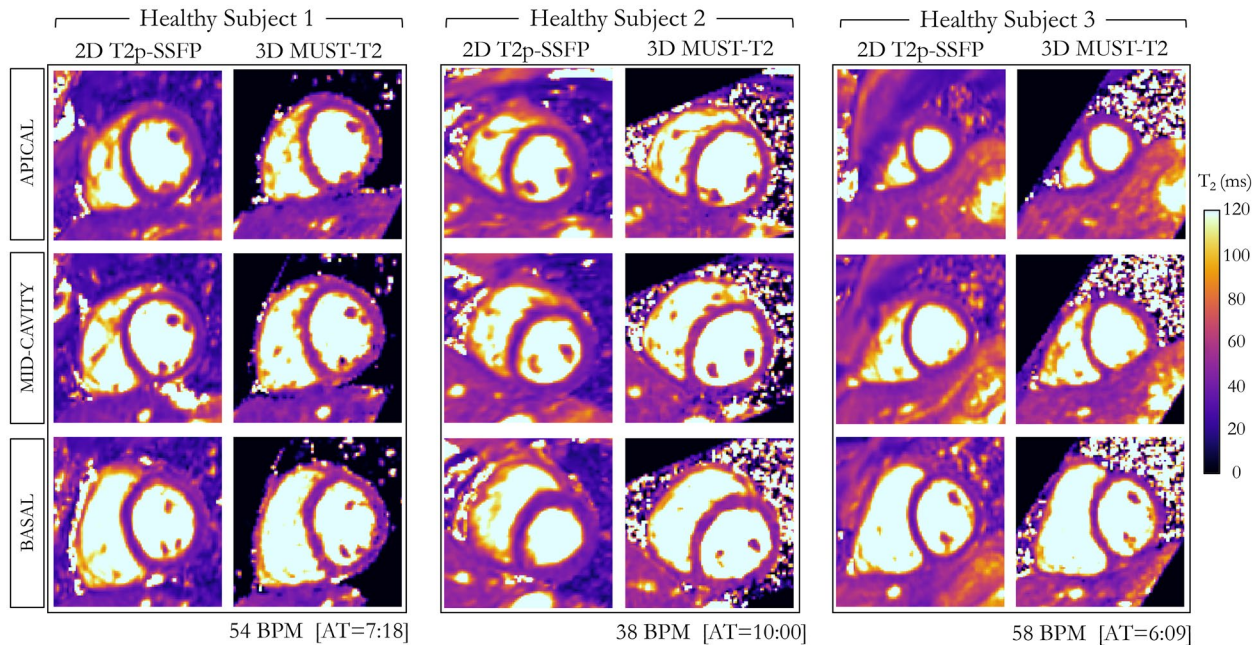 Healthy Subject 1
Healthy Subject 2
Healthy Subject 3
2D T2p-SSFP
3D MUST-T2
2D T2p-SSFP
3D MUST-T2
2D T2p-SSFP
3D MUST-T2
APICAL
MID-CAVITY
BASAL
T₂ (ms)
120
100
80
60
40
20
0
54 BPM [AT=7:18]
38 BPM [AT=10:00]
58 BPM [AT=6:09]